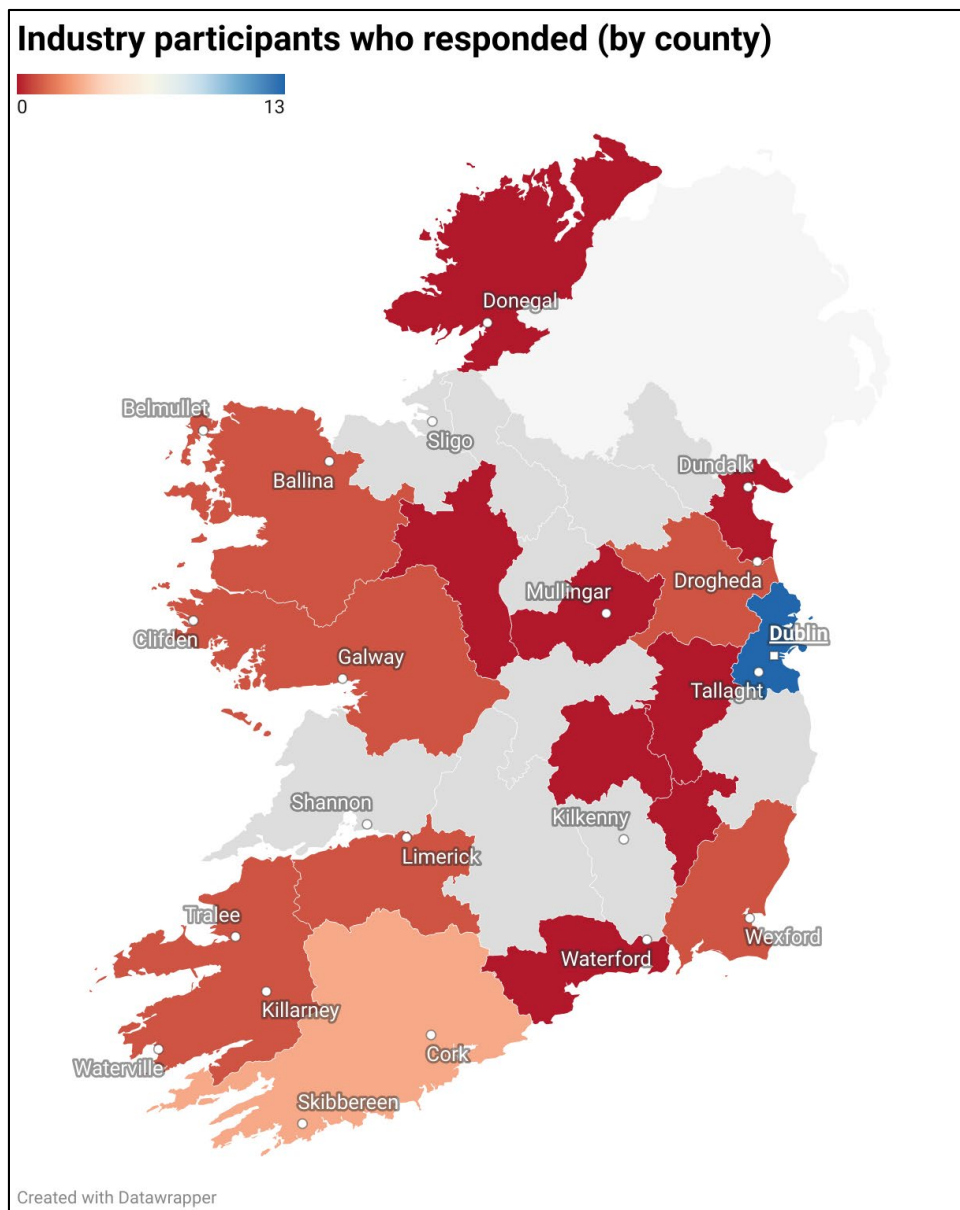 Industry participants who responded (by county)
0 13
Donegal
Belmullet
Sligo
Ballina
Dundalk
Mullingar
Drogheda
Clifden
Dublin
Galway
Tallaght
Shannon
Kilkenny
Limerick
Tralee
Wexford
Waterford
Killarney
Cork
Waterville
Skibbereen
Created with Datawrapper